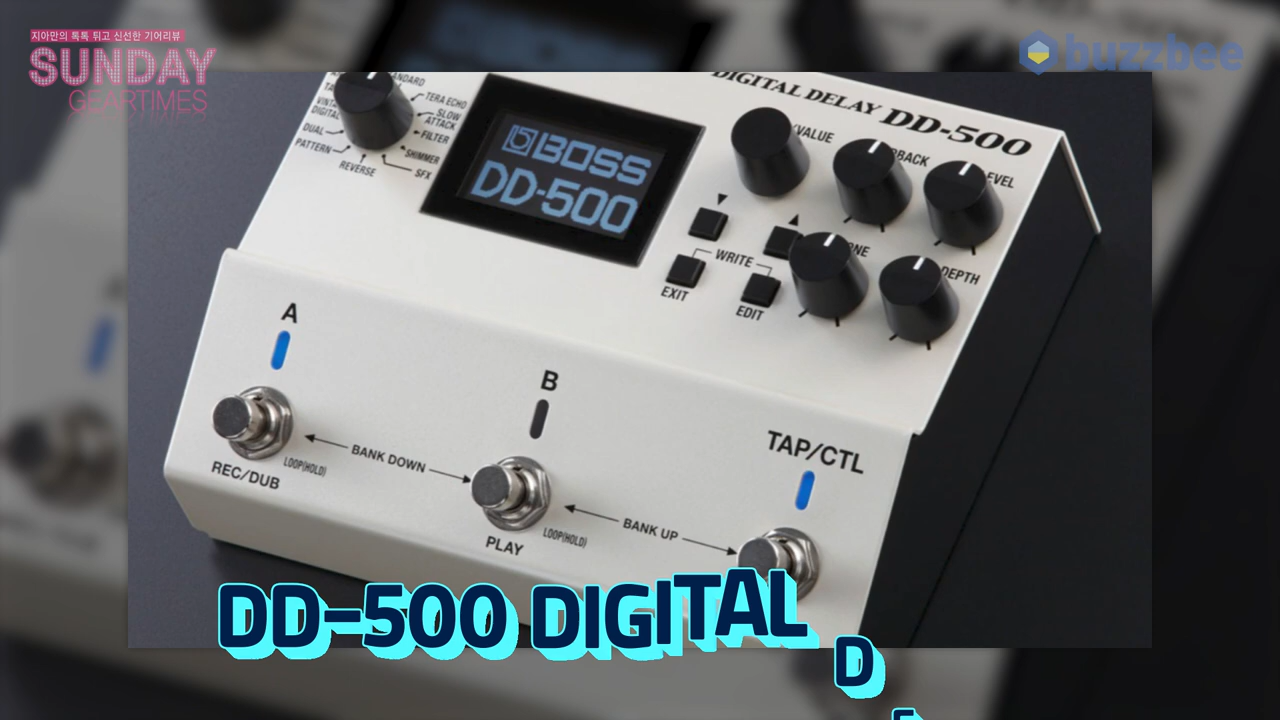 지아만의 톡톡 튀고 신선한 기어리뷰
SUNDAY
GEARTIMES
buzzbee
DIGITAL DELAY DD-500
TERA ECHO
SLOW
ATTACK
FILTER
SHIMMER
SFX
REVERSE
PATTERN
DUAL
DIGITAL
BOSS
DD-500
VALUE
WRITE
EXIT
EDIT
DEPTH
A
B
TAP/CTL
BANK DOWN
BANK UP
LOOP(HOLD)
LOOP(HOLD)
REC/DUB
PLAY
DD-500 DIGITAL D